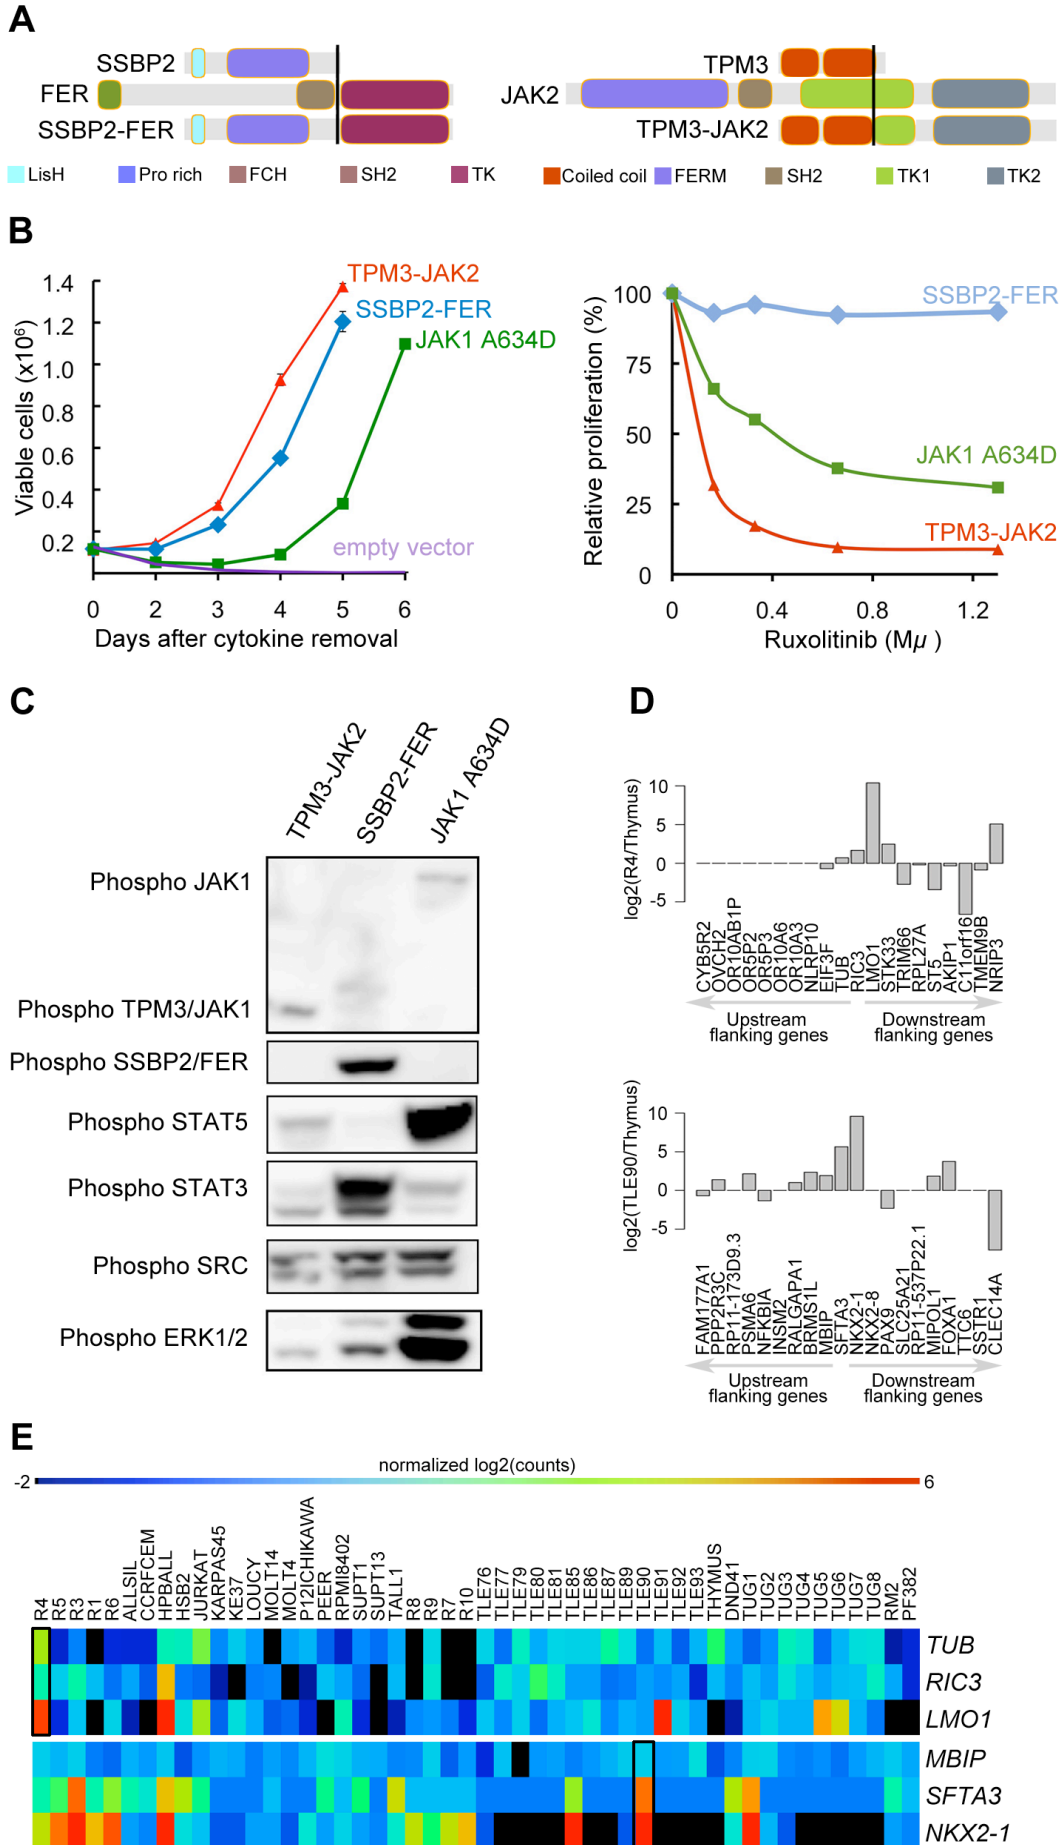 A
SSBP2
FER
SSBP2-FER
TPM3
JAK2
TPM3-JAK2
LisH
Pro rich
FCH
SH2
TK
Coiled coil
FERM
SH2
TK1
TK2
B
Viable cells (x10⁶)
1.4
1.2
1.0
0.8
0.6
0.4
0.2
TPM3-JAK2
SSBP2-FER
JAK1 A634D
empty vector
0 2 3 4 5 6
Days after cytokine removal
Relative proliferation (%)
100
75
50
25
0
SSBP2-FER
JAK1 A634D
TPM3-JAK2
0 0.4 0.8 1.2
Ruxolitinib (Mµ )
C
TPM3-JAK2
SSBP2-FER
JAK1 A634D
Phospho JAK1
Phospho TPM3/JAK1
Phospho SSBP2/FER
Phospho STAT5
Phospho STAT3
Phospho SRC
Phospho ERK1/2
D
log2(R4/Thymus)
10
5
0
-5
CYB5R2
OVCH2
OR10AB1P
OR5P2
OR5P3
OR10A6
OR10A3
NLRP10
EIF3F
TUB
RIC3
LMO1
STK33
TRIM66
RPL27A
ST5
AKIP1
C11orf16
TMEM9B
NRIP3
Upstream
flanking genes
Downstream
flanking genes
log2(TLE90/Thymus)
10
5
0
-5
FAM177A1
PPP2R3C
RP11-173D9.3
PSMA6
NFKBIA
INSM2
RALGAPA1
BRMS1L
MBIP
SFTA3
NKX2-1
NKX2-8
PAX9
SLC25A21
RP11-537P22.1
MIPOL1
FOXA1
TTC6
SSTR1
CLEC14A
Upstream
flanking genes
Downstream
flanking genes
E
normalized log2(counts)
-2
6
R4
R5
R3
R1
R6
ALLSIL
CCRFCEM
HPBALL
HSB2
JURKAT
KARPAS45
KE37
LOUCY
MOLT14
MOLT4
P12ICHIKAWA
PEER
RPMI8402
SUPT1
SUPT13
TALL1
R8
R9
R7
R10
TLE76
TLE77
TLE79
TLE80
TLE81
TLE85
TLE86
TLE87
TLE89
TLE90
TLE91
TLE92
TLE93
THYMUS
DND41
TUG1
TUG2
TUG3
TUG4
TUG5
TUG6
TUG7
TUG8
RM2
PF382
TUB
RIC3
LMO1
MBIP
SFTA3
NKX2-1